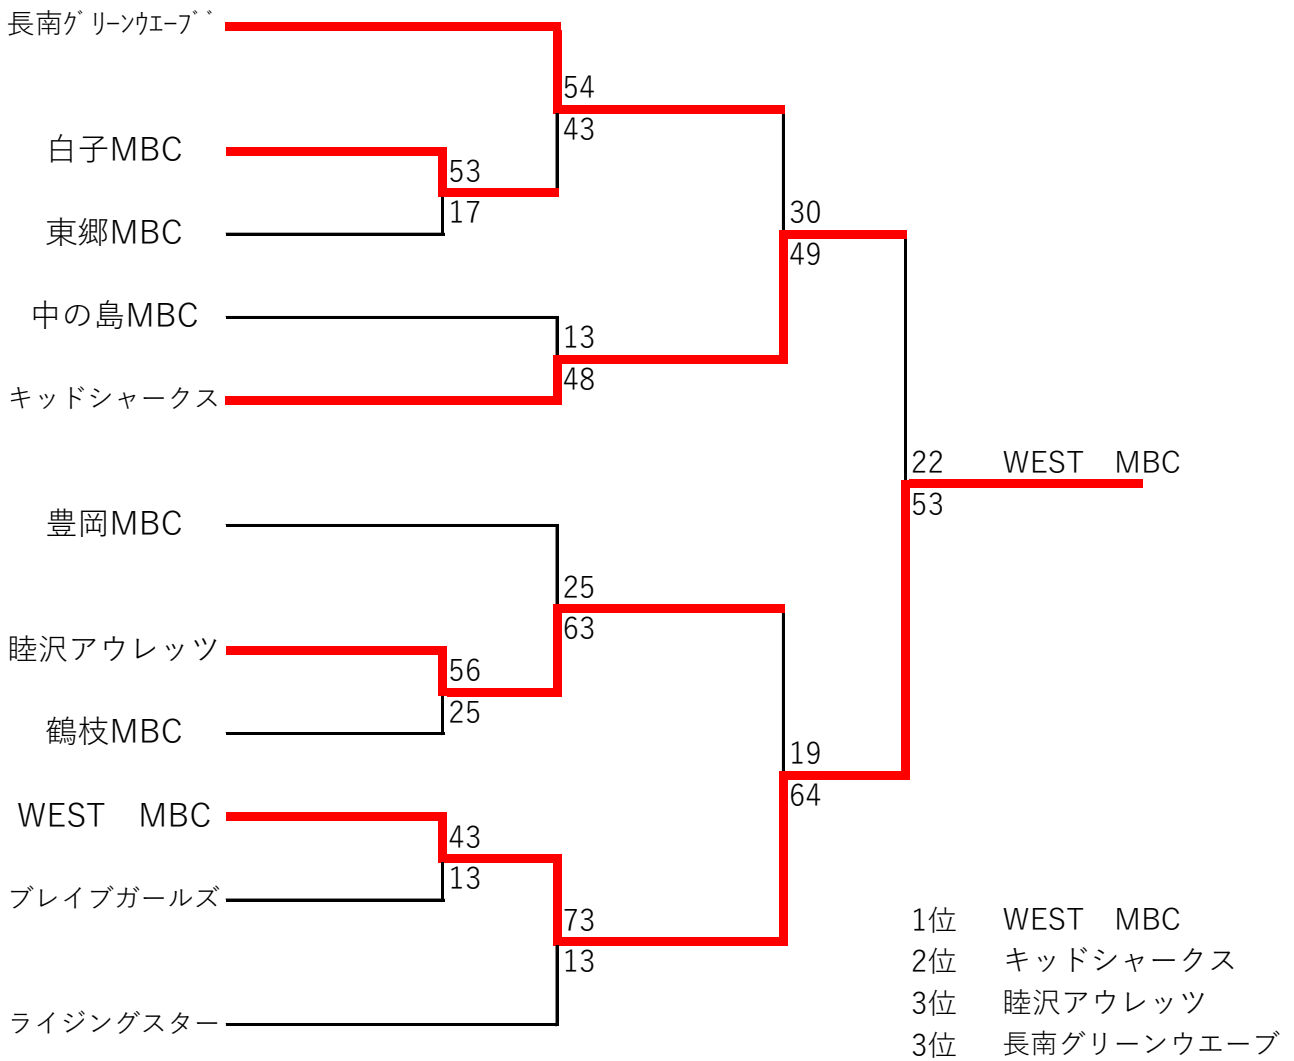 長南ｸﾞﾘｰﾝｳｴｰﾌﾞﾞ
54
43
白子MBC
53
17
東郷MBC
30
49
中の島MBC
13
48
キッドシャークス
22
53
WEST　MBC
豊岡MBC
25
63
睦沢アウレッツ
56
25
鶴枝MBC
19
64
WEST　MBC
43
13
ブレイブガールズ
73
13
ライジングスター
1位　WEST　MBC
2位　キッドシャークス
3位　睦沢アウレッツ
3位　長南グリーンウエーブ